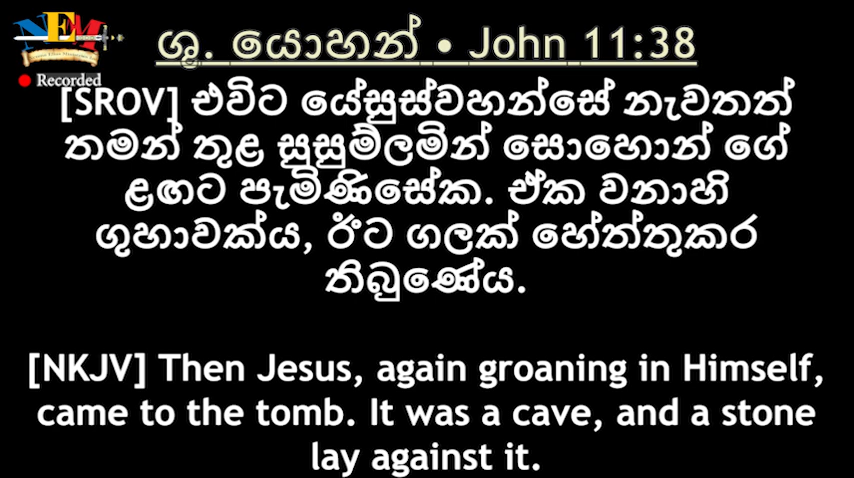 NEM
Recorded
ශු. යොහන් • John 11:38
[SROV] එවිට යේසුස්වහන්සේ නැවතත්
තමන් තුළ සුසුම්ලමින් සොහොන් ගේ
ළඟට පැමිණිසේක. ඒක වනාහි
ගුහාවක්ය, ඊට ගලක් හේත්තුකර
තිබුණේය.
[NKJV] Then Jesus, again groaning in Himself,
came to the tomb. It was a cave, and a stone
lay against it.